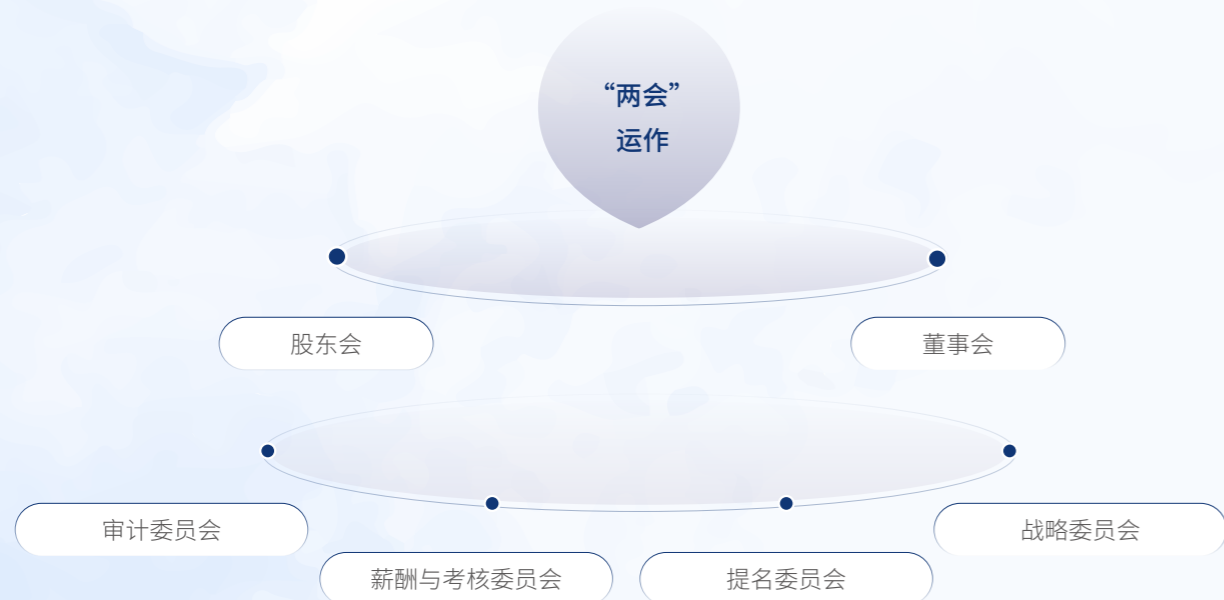 “两会”
运作
股东会
董事会
审计委员会
薪酬与考核委员会
提名委员会
战略委员会